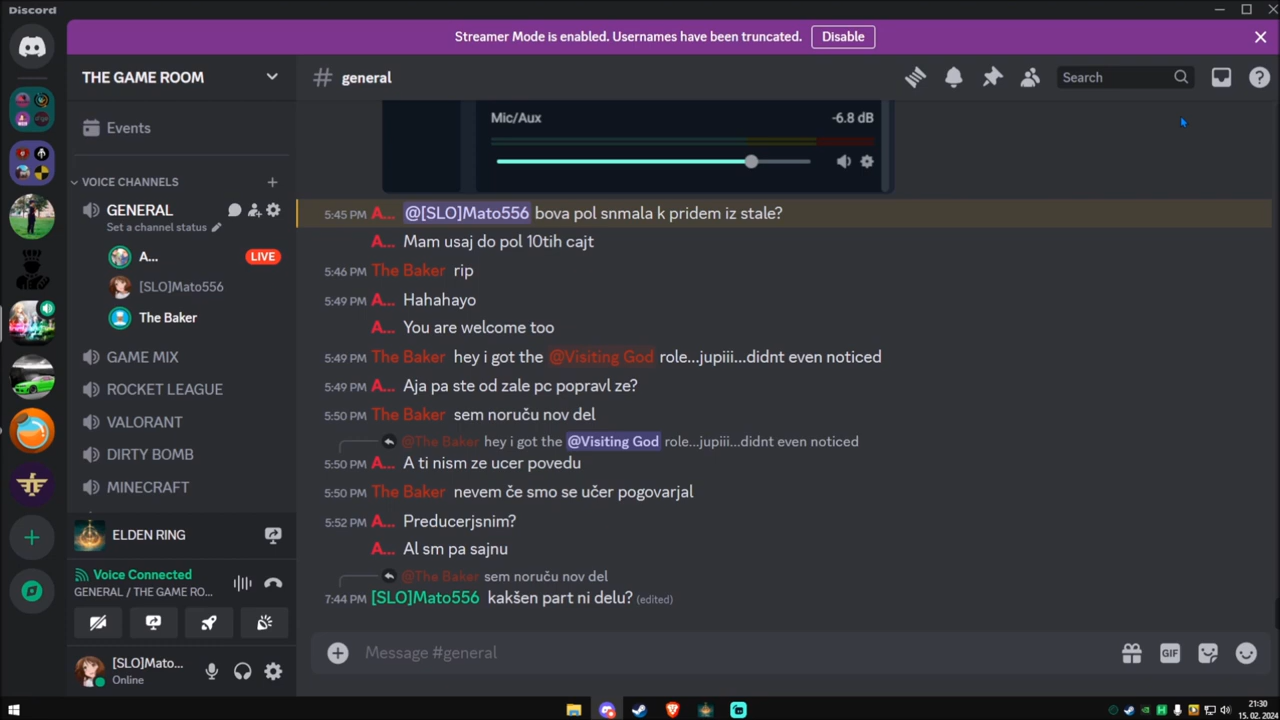 Discord
Streamer Mode is enabled. Usernames have been truncated. Disable
THE GAME ROOM
Events
VOICE CHANNELS
GENERAL
Set a channel status
A... LIVE
[SLO]Mato556
The Baker
GAME MIX
ROCKET LEAGUE
VALORANT
DIRTY BOMB
MINECRAFT
ELDEN RING
Voice Connected
GENERAL / THE GAME RO...
[SLO]Mato...
Online
# general
Search
Mic/Aux -6.8 dB
5:45 PM A... @[SLO]Mato556 bova pol snmala k pridem iz stale?
A... Mam usaj do pol 10tih cajt
5:46 PM The Baker rip
5:49 PM A... Hahahayo
A... You are welcome too
5:49 PM The Baker hey i got the @Visiting God role...jupiii...didnt even noticed
5:49 PM A... Aja pa ste od zale pc popravl ze?
5:50 PM The Baker sem noruču nov del
@The Baker hey i got the @Visiting God role...jupiii...didnt even noticed
5:50 PM A... A ti nism ze ucer povedu
5:50 PM The Baker nevem če smo se učer pogovarjal
5:52 PM A... Preducerjsnim?
A... Al sm pa sajnu
@The Baker sem noruču nov del
7:44 PM [SLO]Mato556 kakšen part ni delu? (edited)
Message #general
GIF
21:30
15. 02. 2024